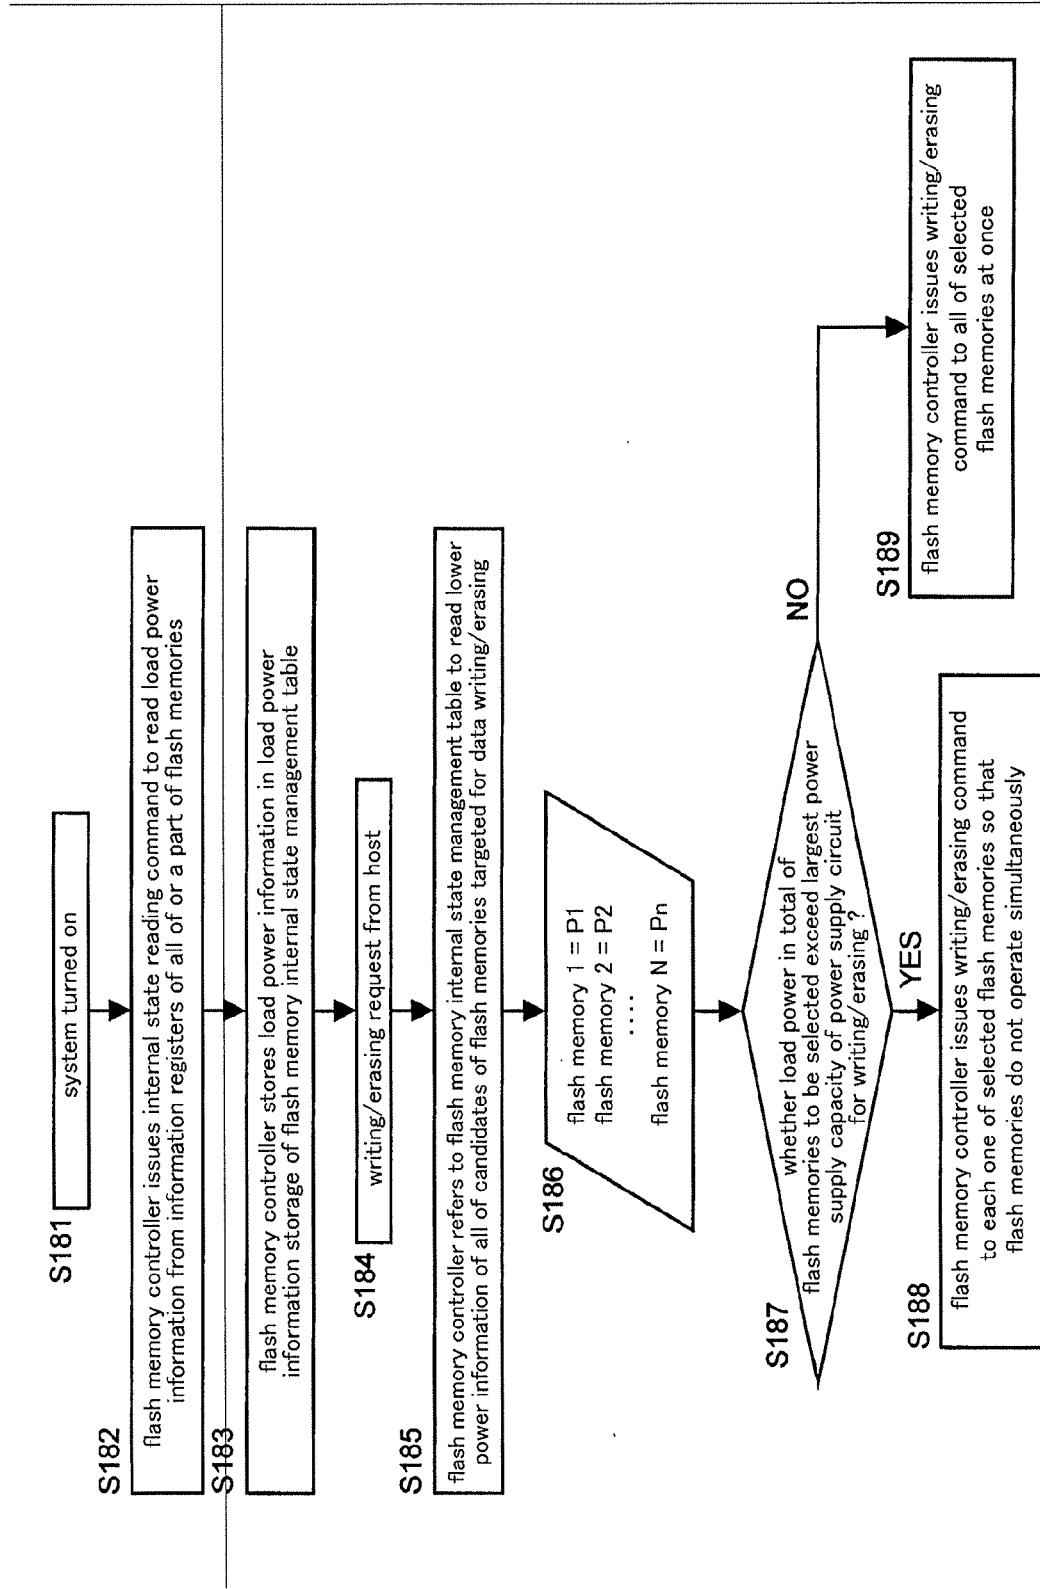 S181
system turned on
S182
flash memory controller issues internal state reading command to read load power
information from information registers of all of or a part of flash memories
S183
flash memory controller stores load power information in load power
information storage of flash memory internal state management table
S184
writing/erasing request from host
S185
flash memory controller refers to flash memory internal state management table to read lower
power information of all of candidates of flash memories targeted for data writing/erasing
S186
flash memory 1 = P1
flash memory 2 = P2
....
flash memory N = Pn
S187
whether load power in total of
flash memories to be selected exceed largest power
supply capacity of power supply circuit
for writing/erasing ?
NO
YES
S188
flash memory controller issues writing/erasing command
to each one of selected flash memories so that
flash memories do not operate simultaneously
S189
flash memory controller issues writing/erasing
command to all of selected
flash memories at once